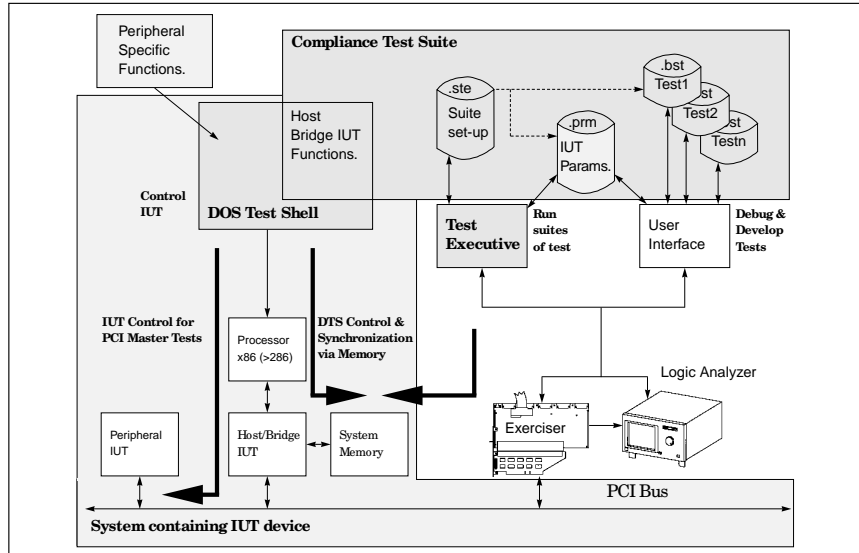 Peripheral
Specific
Functions.
Compliance Test Suite
.ste
Suite
set-up
.prm
IUT
Params.
.bst
Test1
st
Test2
st
Testn
Host
Bridge IUT
Functions.
Control
IUT
DOS Test Shell
Test
Executive
Run
suites
of test
User
Interface
Debug &
Develop
Tests
IUT Control for
PCI Master Tests
Processor
x86 (>286)
DTS Control &
Synchronization
via Memory
Logic Analyzer
Exerciser
Peripheral
IUT
Host/Bridge
IUT
System
Memory
PCI Bus
System containing IUT device